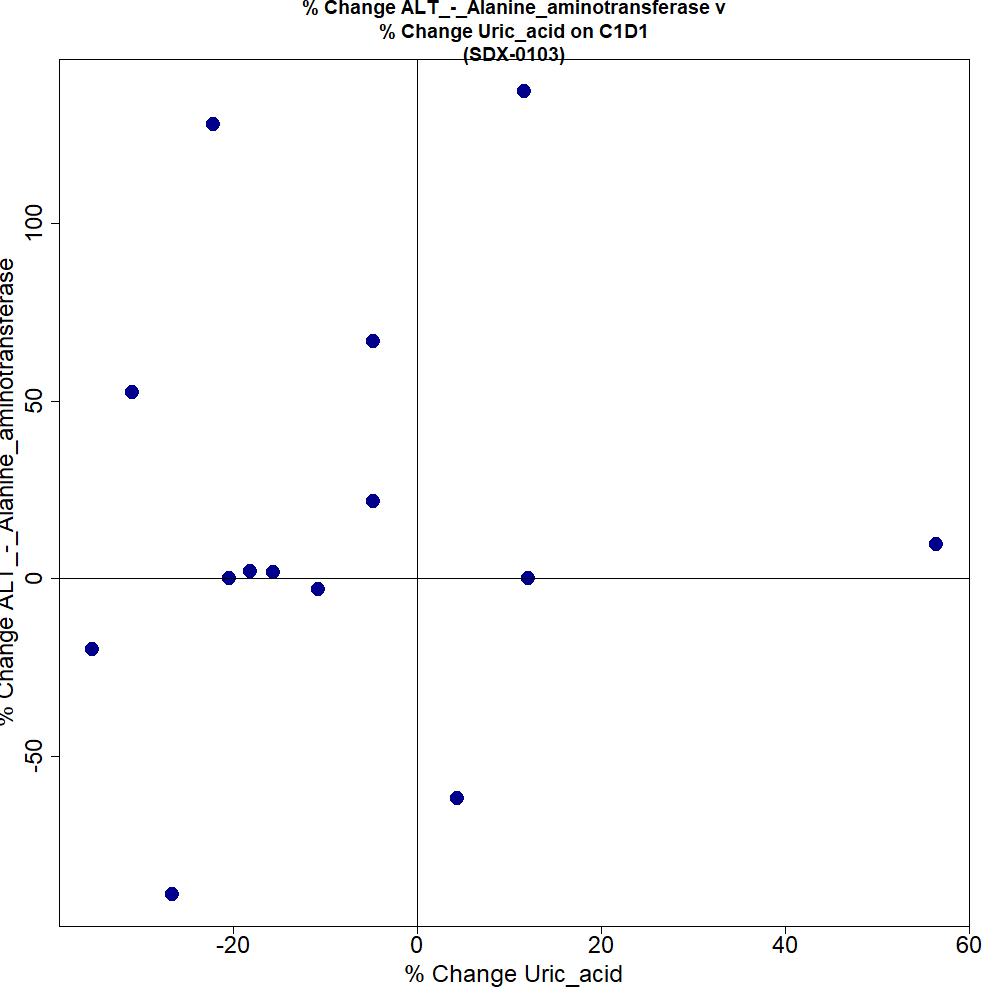 % Change ALT_-_Alanine_aminotransferase v
% Change Uric_acid on C1D1
(SDX-0103)
% Change ALT_-_Alanine_aminotransferase
100
50
0
-50
-20
0
20
40
60
% Change Uric_acid